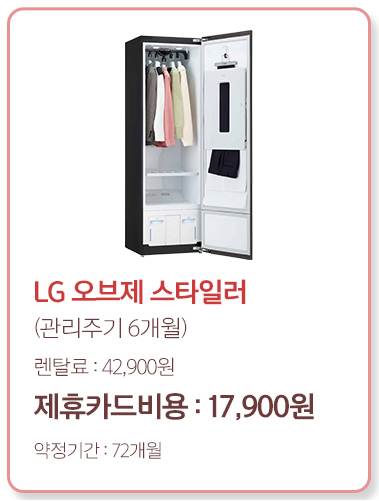 LG 오브제 스타일러
(관리주기 6개월)
렌탈료 : 42,900원
제휴카드비용 : 17,900원
약정기간 : 72개월